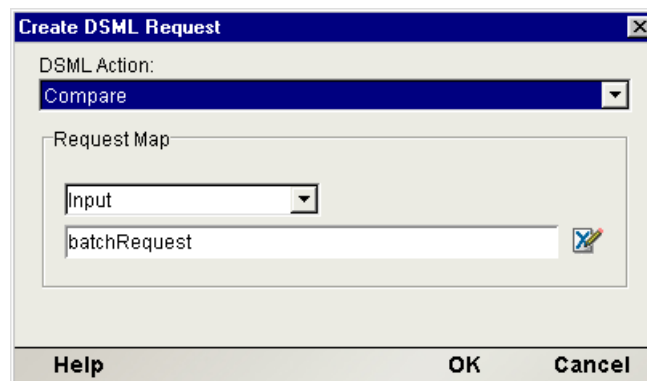 Create DSML Request
DSML Action:
Compare
Request Map
Input
batchRequest
Help OK Cancel